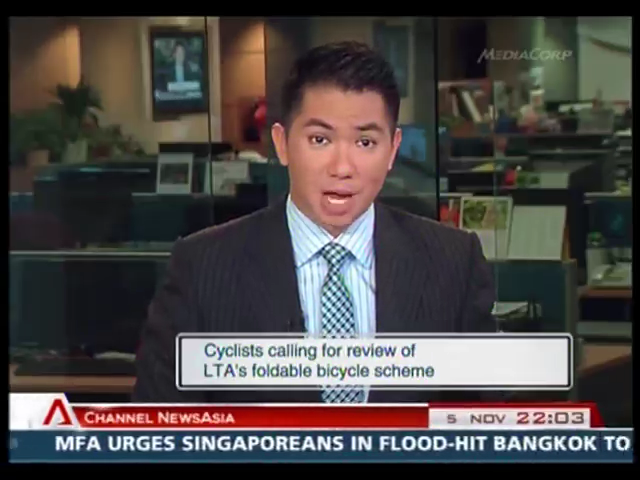 MEDIACORP
Cyclists calling for review of
LTA's foldable bicycle scheme
CHANNEL NEWSASIA
5 NOV 22:03
MFA URGES SINGAPOREANS IN FLOOD-HIT BANGKOK TO